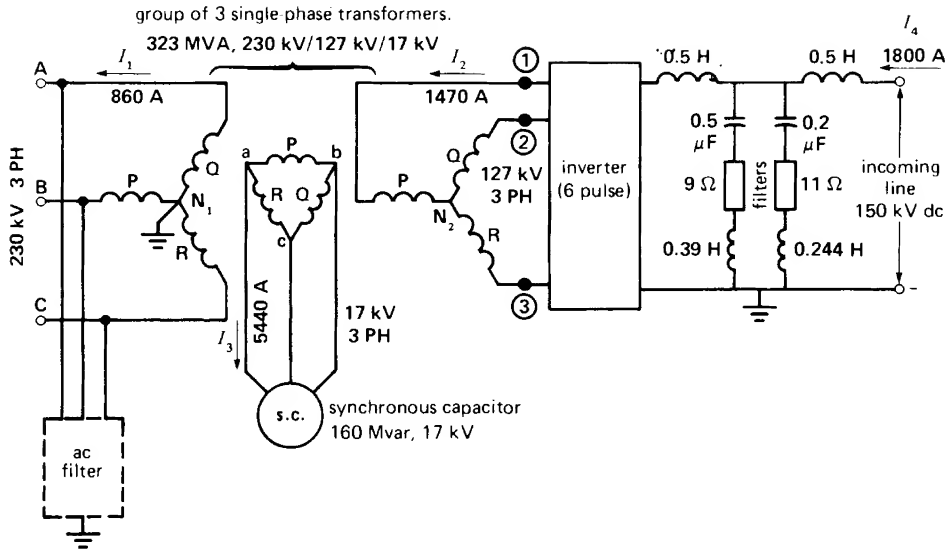 group of 3 single-phase transformers.
323 MVA, 230 kV/127 kV/17 kV
A
I1
860 A
I2
1470 A
1
0.5 H
0.5 H
I4
1800 A
230 kV 3 PH
B
P
Q
N1
R
a
P
b
R
Q
c
P
Q
N2
R
2
127 kV
3 PH
3
inverter
(6 pulse)
0.5
µF
0.2
µF
9 Ω
filters
11 Ω
0.39 H
0.244 H
incoming
line
150 kV dc
-
C
I3
5440 A
17 kV
3 PH
s.c.
synchronous capacitor
160 Mvar, 17 kV
ac
filter